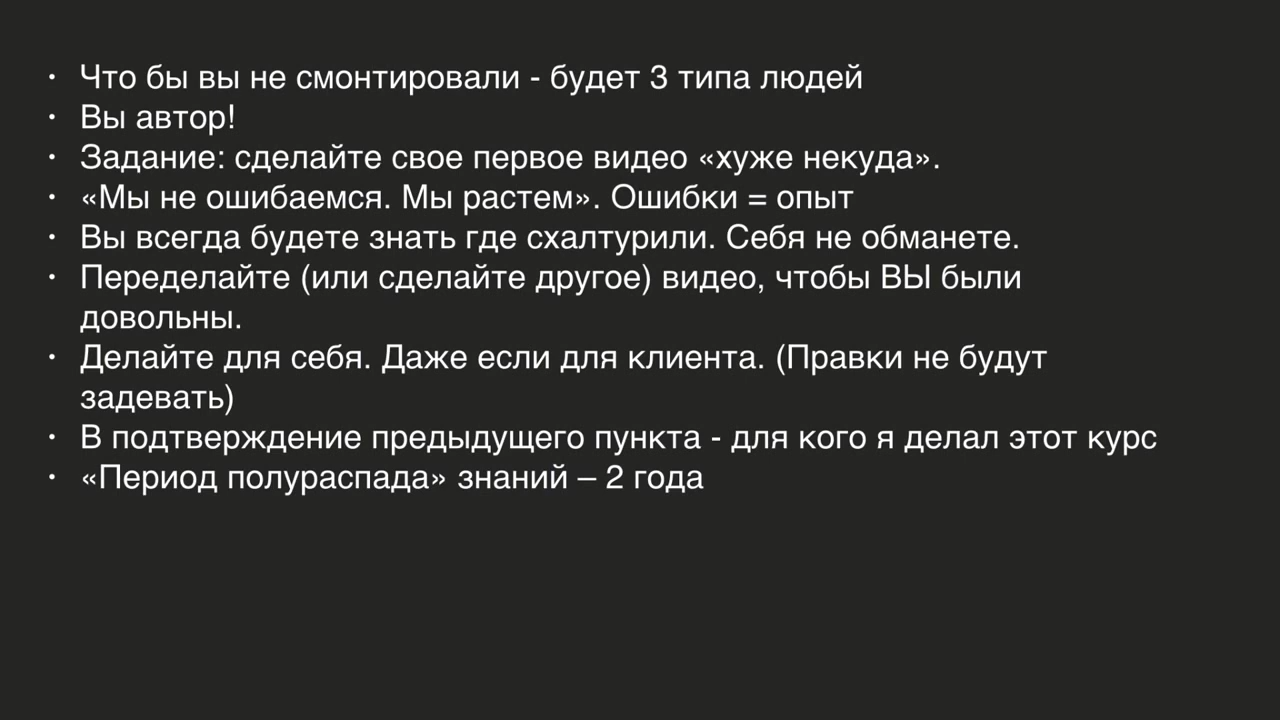 • Что бы вы не смонтировали - будет 3 типа людей
• Вы автор!
• Задание: сделайте свое первое видео «хуже некуда».
• «Мы не ошибаемся. Мы растем». Ошибки = опыт
• Вы всегда будете знать где схалтурили. Себя не обманете.
• Переделайте (или сделайте другое) видео, чтобы ВЫ были
довольны.
• Делайте для себя. Даже если для клиента. (Правки не будут
задевать)
• В подтверждение предыдущего пункта - для кого я делал этот курс
• «Период полураспада» знаний – 2 года